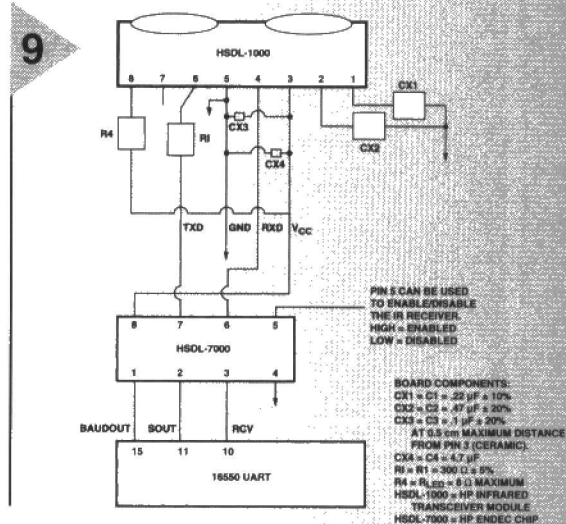 9
HSDL-1000
8 7 6 5 4 3 2 1
CX1
R4
RI
CX3
CX2
CX4
TXD GND RXD VCC
PIN 5 CAN BE USED
TO ENABLE/DISABLE
THE IR RECEIVER.
HIGH = ENABLED
LOW = DISABLED
8 7 6 5
HSDL-7000
1 2 3 4
BOARD COMPONENTS:
CX1 = C1 = .22 µF ± 10%
CX2 = C2 = .47 µF ± 20%
CX3 = C3 = .1 µF ± 20%
AT 0.5 cm MAXIMUM DISTANCE
FROM PIN 3 (CERAMIC).
CX4 = C4 = 4.7 µF
RI = R1 = 300 Ω ± 5%
R4 = RLED = 8 Ω MAXIMUM
HSDL-1000 = HP INFRARED
TRANSCEIVER MODULE
HSDL-7000 = HP ENDEC CHIP
BAUDOUT SOUT RCV
15 11 10
16550 UART